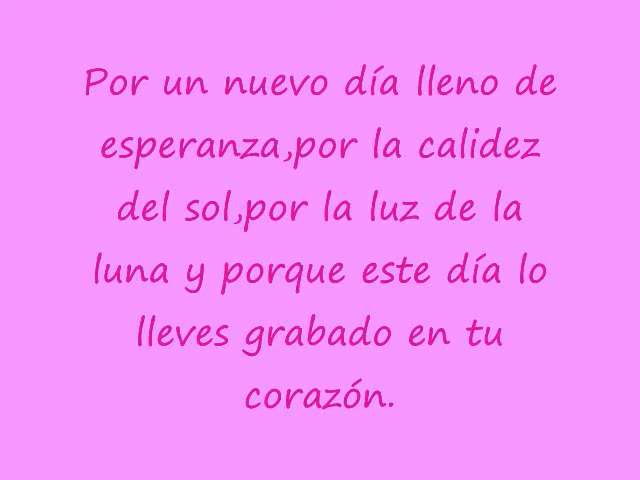 Por un nuevo día lleno de
esperanza,por la calidez
del sol,por la luz de la
luna y porque este día lo
lleves grabado en tu
corazón.